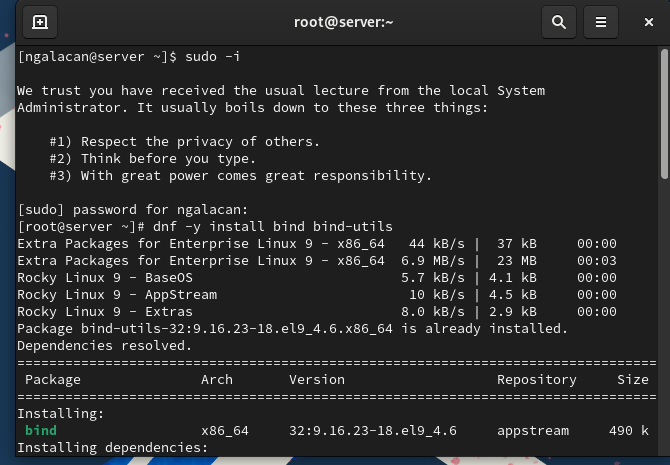 root@server:~
[ngalacan@server ~]$ sudo -i
We trust you have received the usual lecture from the local System
Administrator. It usually boils down to these three things:
#1) Respect the privacy of others.
#2) Think before you type.
#3) With great power comes great responsibility.
[sudo] password for ngalacan:
[root@server ~]# dnf -y install bind bind-utils
Extra Packages for Enterprise Linux 9 - x86_64   44 kB/s |  37 kB     00:00
Extra Packages for Enterprise Linux 9 - x86_64  6.9 MB/s |  23 MB     00:03
Rocky Linux 9 - BaseOS                          5.7 kB/s | 4.1 kB     00:00
Rocky Linux 9 - AppStream                        10 kB/s | 4.5 kB     00:00
Rocky Linux 9 - Extras                          8.0 kB/s | 2.9 kB     00:00
Package bind-utils-32:9.16.23-18.el9_4.6.x86_64 is already installed.
Dependencies resolved.
================================================================================
Package               Arch       Version                   Repository     Size
================================================================================
Installing:
bind                  x86_64     32:9.16.23-18.el9_4.6     appstream     490 k
Installing dependencies: